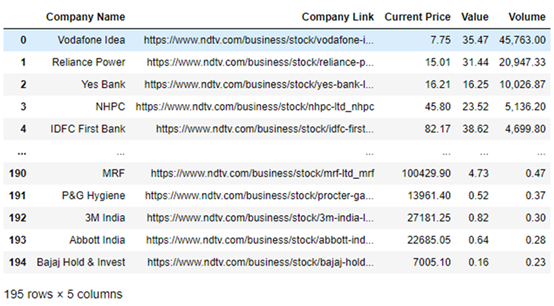 Company Name Company Link Current Price Value Volume
0 Vodafone Idea https://www.ndtv.com/business/stock/vodafone-i... 7.75 35.47 45,763.00
1 Reliance Power https://www.ndtv.com/business/stock/reliance-p... 15.01 31.44 20,947.33
2 Yes Bank https://www.ndtv.com/business/stock/yes-bank-l... 16.21 16.25 10,026.87
3 NHPC https://www.ndtv.com/business/stock/nhpc-ltd_nhpc 45.80 23.52 5,136.20
4 IDFC First Bank https://www.ndtv.com/business/stock/idfc-first... 82.17 38.62 4,699.80
... ... ... ... ... ...
190 MRF https://www.ndtv.com/business/stock/mrf-ltd_mrf 100429.90 4.73 0.47
191 P&G Hygiene https://www.ndtv.com/business/stock/procter-ga... 13961.40 0.52 0.37
192 3M India https://www.ndtv.com/business/stock/3m-india-l... 27181.25 0.82 0.30
193 Abbott India https://www.ndtv.com/business/stock/abbott-ind... 22685.05 0.64 0.28
194 Bajaj Hold & Invest https://www.ndtv.com/business/stock/bajaj-hold... 7005.10 0.16 0.23
195 rows × 5 columns